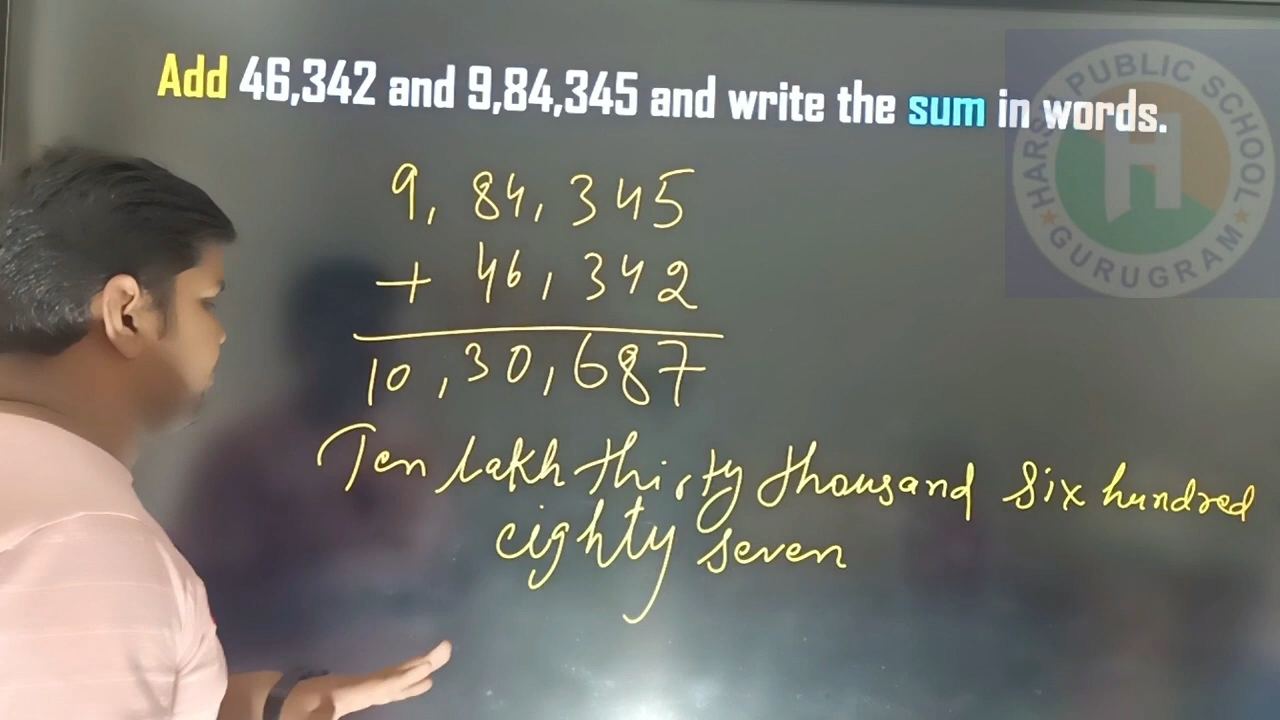 Add 46,342 and 9,84,345 and write the sum in words.
9, 84, 345
+ 46, 342
10, 30, 687
Ten lakh thirty thousand six hundred
eighty seven
HARSH PUBLIC SCHOOL
H
GURUGRAM